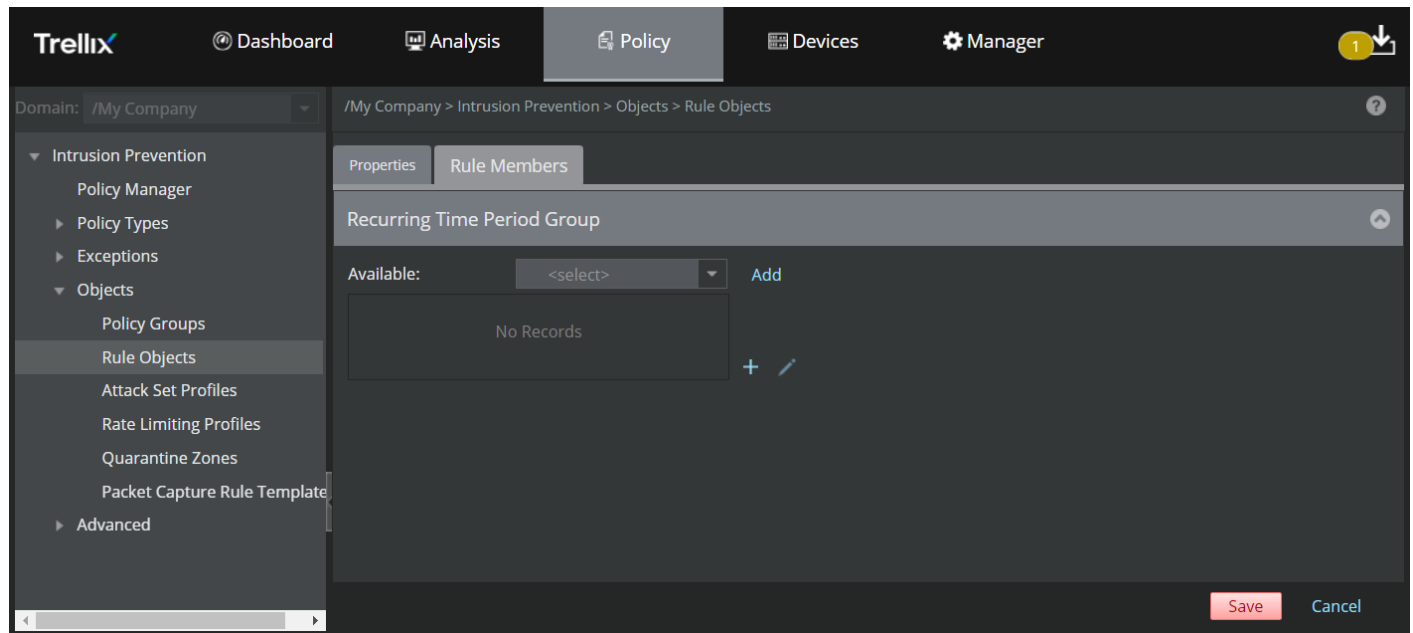 Trellix Dashboard Analysis Policy Devices Manager 1
Domain: /My Company
/My Company > Intrusion Prevention > Objects > Rule Objects ?
Intrusion Prevention
Policy Manager
Policy Types
Exceptions
Objects
Policy Groups
Rule Objects
Attack Set Profiles
Rate Limiting Profiles
Quarantine Zones
Packet Capture Rule Template
Advanced
Properties Rule Members
Recurring Time Period Group
Available: <select> Add
No Records
+
Save Cancel